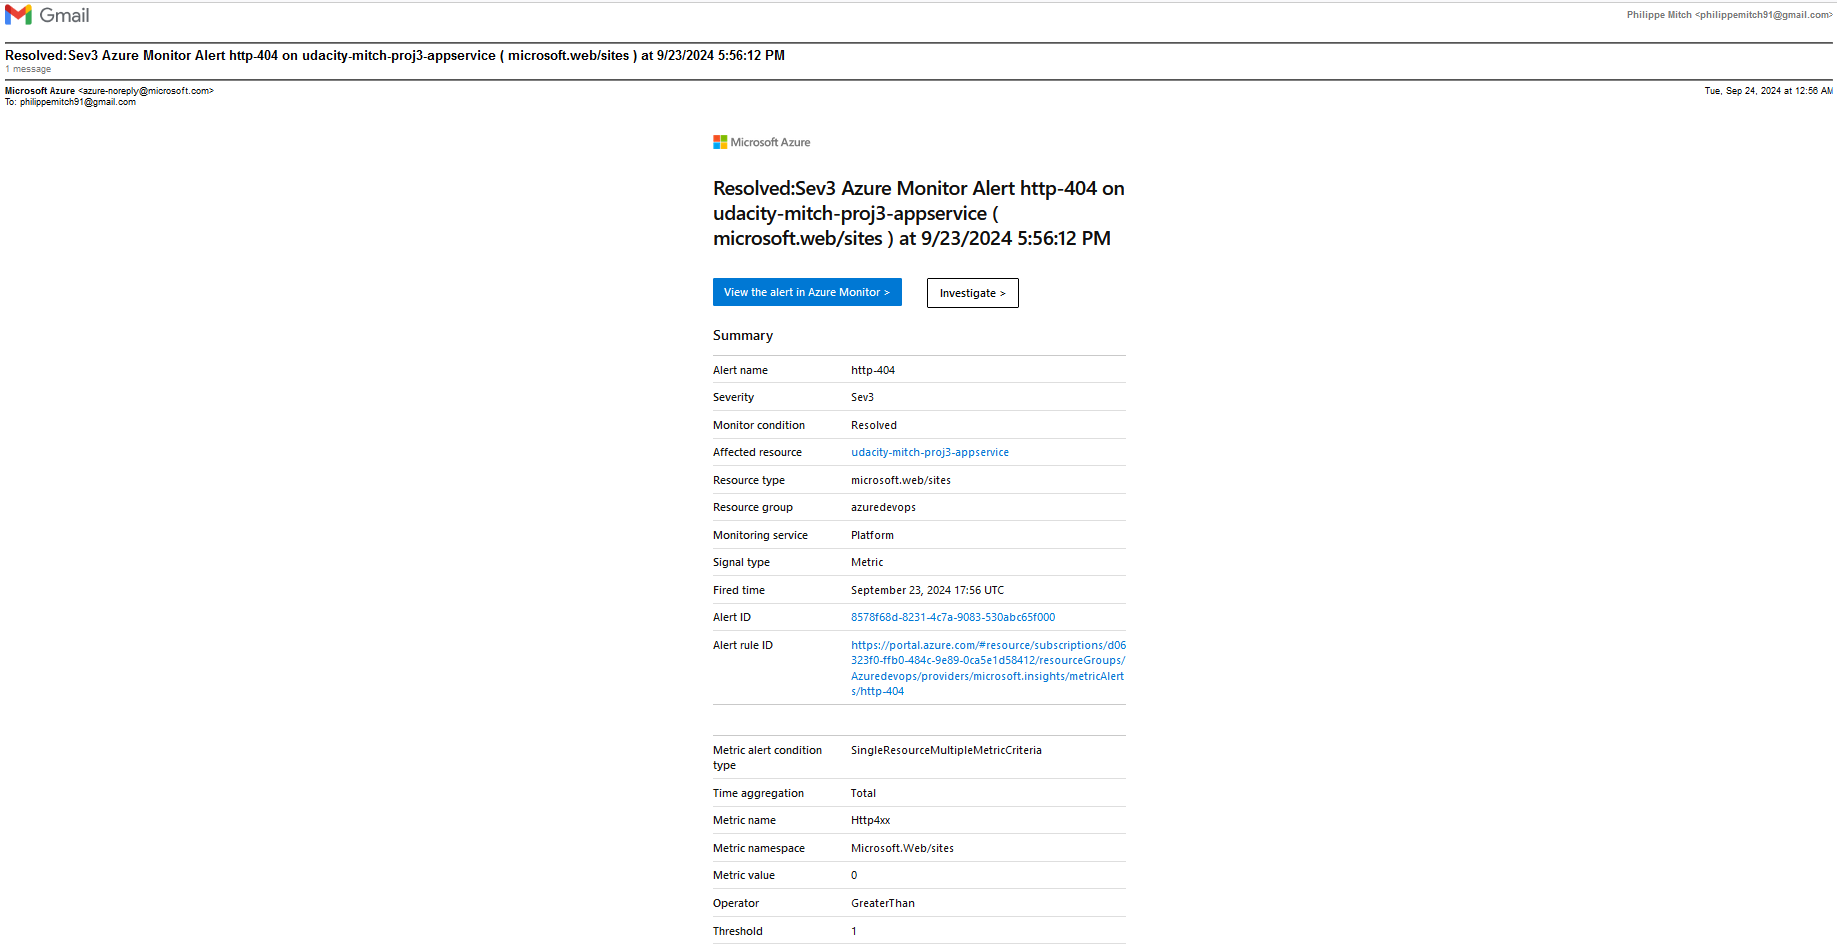 Gmail
Philippe Mitch <philippemitch91@gmail.com>
Resolved:Sev3 Azure Monitor Alert http-404 on udacity-mitch-proj3-appservice ( microsoft.web/sites ) at 9/23/2024 5:56:12 PM
1 message
Microsoft Azure <azure-noreply@microsoft.com>
Tue, Sep 24, 2024 at 12:56 AM
To: philippemitch91@gmail.com
Microsoft Azure
Resolved:Sev3 Azure Monitor Alert http-404 on
udacity-mitch-proj3-appservice (
microsoft.web/sites ) at 9/23/2024 5:56:12 PM
View the alert in Azure Monitor >
Investigate >
Summary
Alert name http-404
Severity Sev3
Monitor condition Resolved
Affected resource udacity-mitch-proj3-appservice
Resource type microsoft.web/sites
Resource group azuredevops
Monitoring service Platform
Signal type Metric
Fired time September 23, 2024 17:56 UTC
Alert ID 8578f68d-8231-4c7a-9083-530abc65f000
Alert rule ID https://portal.azure.com/#resource/subscriptions/d06
323f0-ffb0-484c-9e89-0ca5e1d58412/resourceGroups/
Azuredevops/providers/microsoft.insights/metricAlert
s/http-404
Metric alert condition SingleResourceMultipleMetricCriteria
type
Time aggregation Total
Metric name Http4xx
Metric namespace Microsoft.Web/sites
Metric value 0
Operator GreaterThan
Threshold 1